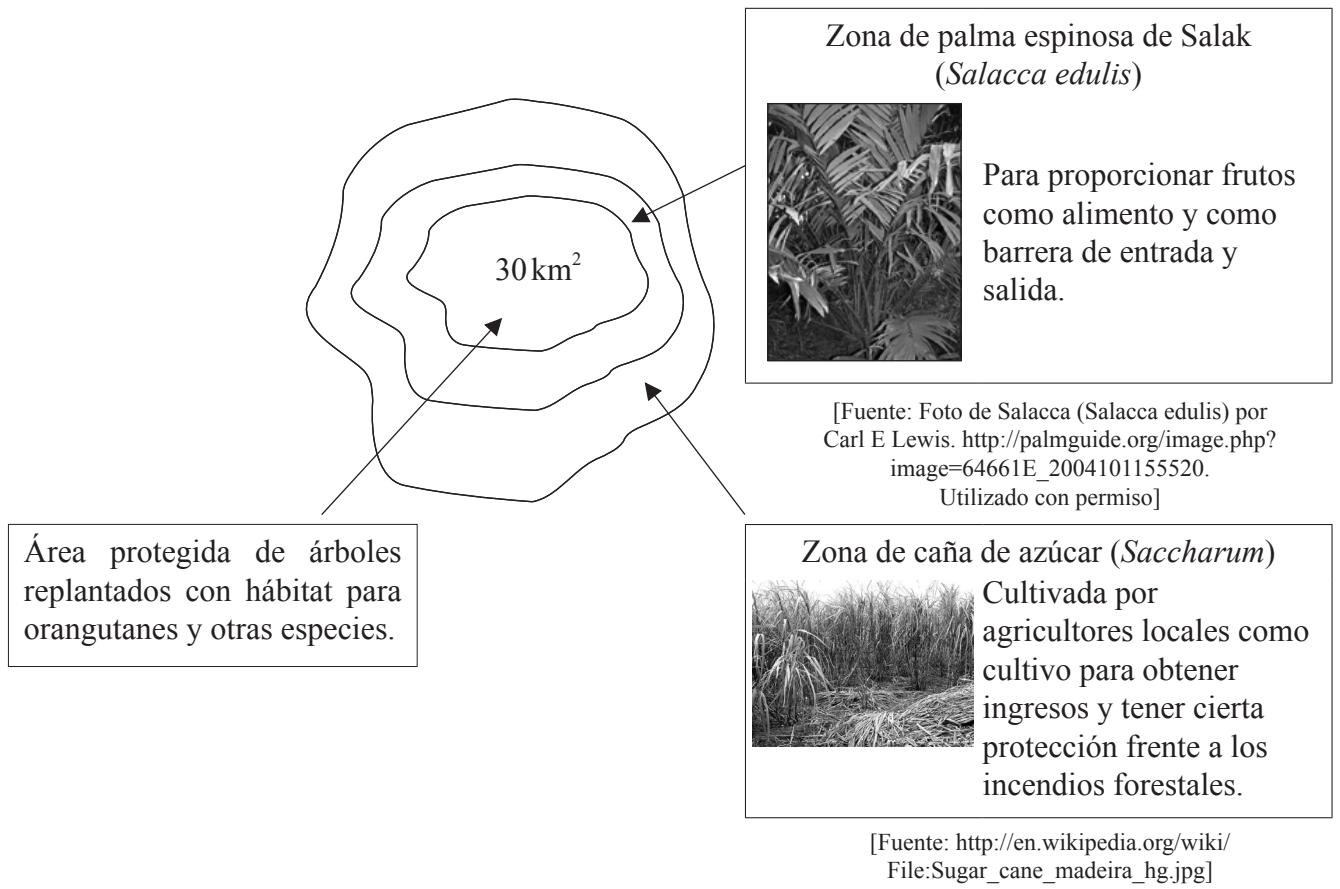 Zona de palma espinosa de Salak
(Salacca edulis)
Para proporcionar frutos
como alimento y como
barrera de entrada y
salida.
30 km²
[Fuente: Foto de Salacca (Salacca edulis) por
Carl E Lewis. http://palmguide.org/image.php?
image=64661E_2004101155520.
Utilizado con permiso]
Área protegida de árboles
replantados con hábitat para
orangutanes y otras especies.
Zona de caña de azúcar (Saccharum)
Cultivada por
agricultores locales como
cultivo para obtener
ingresos y tener cierta
protección frente a los
incendios forestales.
[Fuente: http://en.wikipedia.org/wiki/
File:Sugar_cane_madeira_hg.jpg]